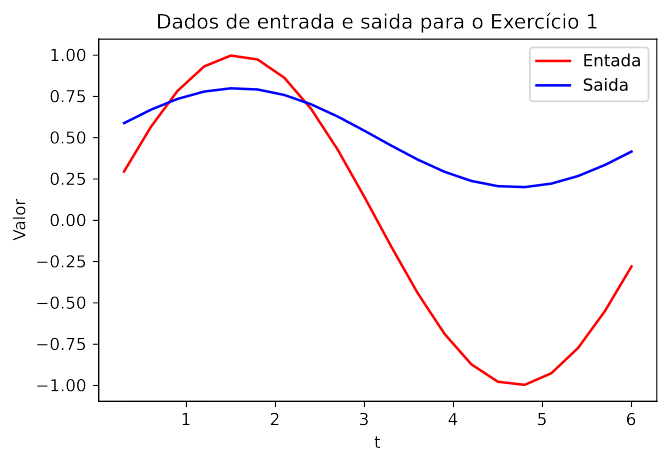 Dados de entrada e saida para o Exercício 1
Entada
Saida
1.00
0.75
0.50
0.25
0.00
−0.25
−0.50
−0.75
−1.00
Valor
1 2 3 4 5 6
t